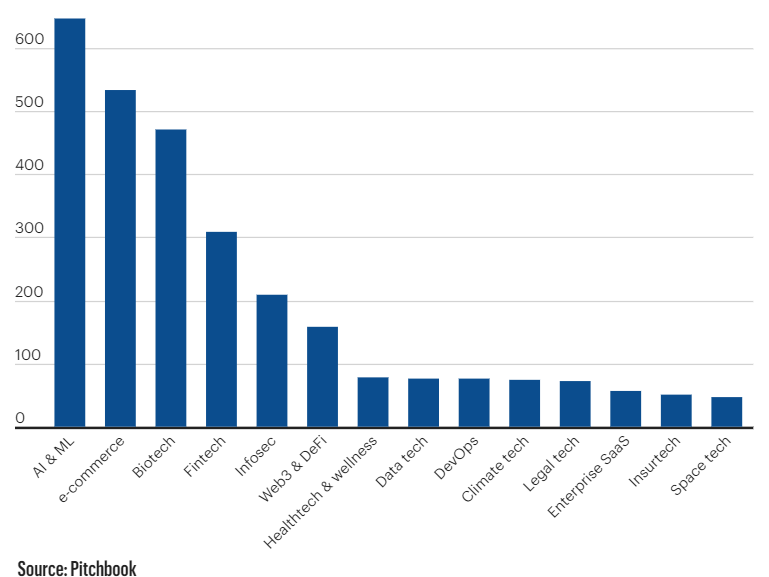 600
500
400
300
200
100
0
AI & ML
e-commerce
Biotech
Fintech
Infosec
Web3 & DeFi
Healthtech & wellness
Data tech
DevOps
Climate tech
Legal tech
Enterprise SaaS
Insurtech
Space tech
Source: Pitchbook